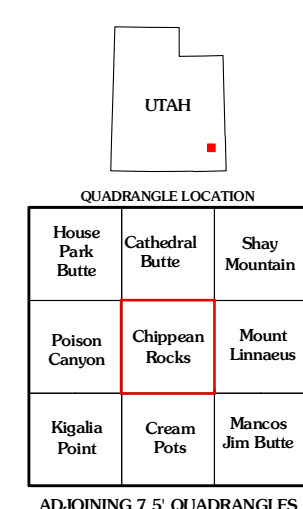 UTAH
QUADRANGLE LOCATION
House
Park
Butte
Cathedral
Butte
Shay
Mountain
Poison
Canyon
Chippean
Rocks
Mount
Linnaeus
Kigalia
Point
Cream
Pots
Mancos
Jim Butte
ADJOINING 7.5' QUADRANGLES